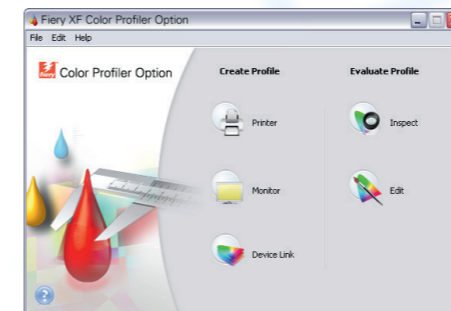 Fiery XF Color Profiler Option
File Edit Help
fiery Color Profiler Option
Create Profile
Evaluate Profile
Printer
Inspect
Monitor
Edit
Device Link
?